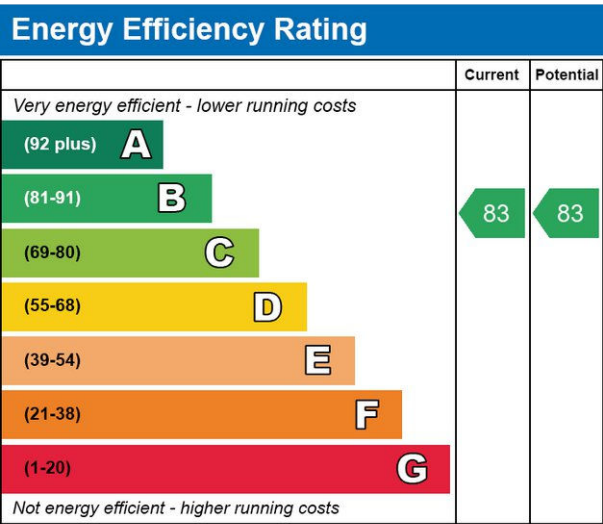 Energy Efficiency Rating
Current Potential
Very energy efficient - lower running costs
(92 plus) A
(81-91) B
83 83
(69-80) C
(55-68) D
(39-54) E
(21-38) F
(1-20) G
Not energy efficient - higher running costs